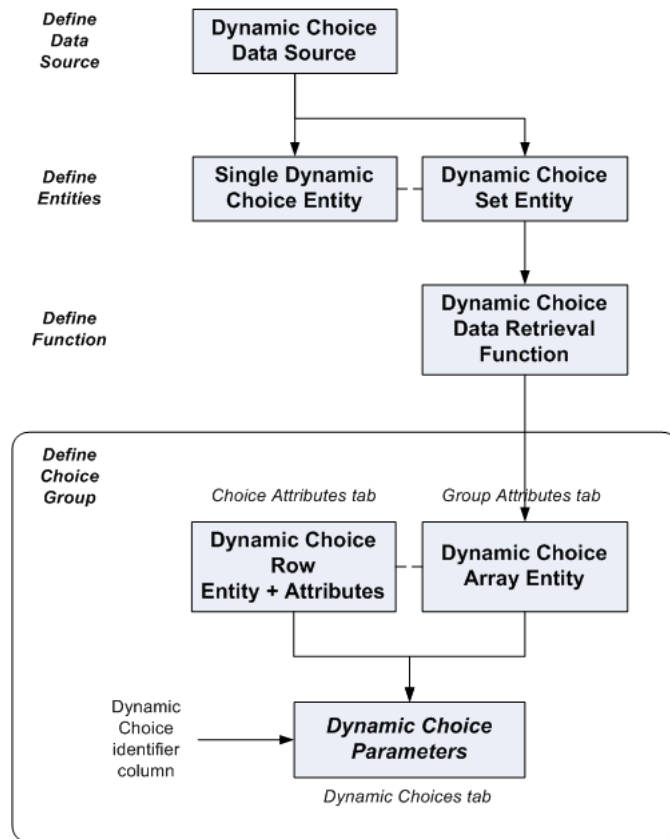 Define
Data
Source
Dynamic Choice
Data Source
Define
Entities
Single Dynamic
Choice Entity
Dynamic Choice
Set Entity
Define
Function
Dynamic Choice
Data Retrieval
Function
Define
Choice
Group
Choice Attributes tab
Group Attributes tab
Dynamic Choice
Row
Entity + Attributes
Dynamic Choice
Array Entity
Dynamic
Choice
identifier
column
Dynamic Choice
Parameters
Dynamic Choices tab